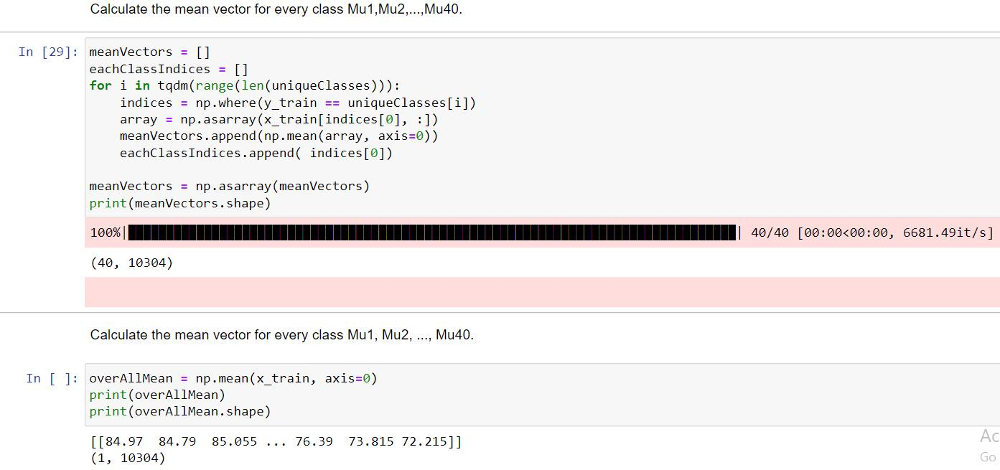 Calculate the mean vector for every class Mu1,Mu2,...,Mu40.
In [29]: meanVectors = []
eachClassIndices = []
for i in tqdm(range(len(uniqueClasses))):
    indices = np.where(y_train == uniqueClasses[i])
    array = np.asarray(x_train[indices[0], :])
    meanVectors.append(np.mean(array, axis=0))
    eachClassIndices.append( indices[0])

meanVectors = np.asarray(meanVectors)
print(meanVectors.shape)
100%|| 40/40 [00:00<00:00, 6681.49it/s]
(40, 10304)
Calculate the mean vector for every class Mu1, Mu2, ..., Mu40.
In [ ]: overAllMean = np.mean(x_train, axis=0)
print(overAllMean)
print(overAllMean.shape)
[[84.97  84.79  85.055 ... 76.39  73.815 72.215]]
(1, 10304)
Ac
Go